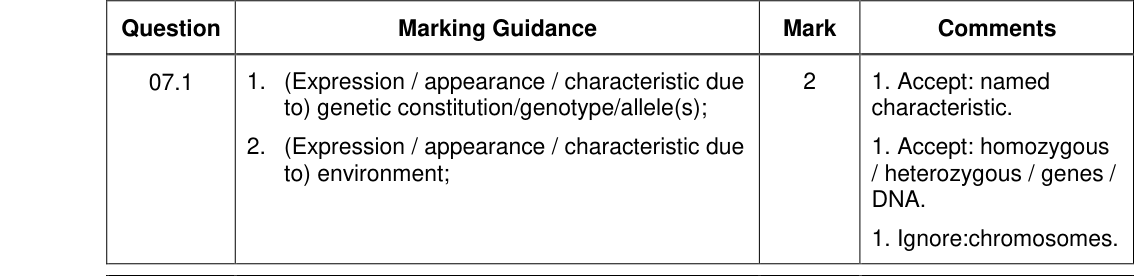 Question Marking Guidance Mark Comments
07.1
1. (Expression / appearance / characteristic due
to) genetic constitution/genotype/allele(s);
2. (Expression / appearance / characteristic due
to) environment;
2
1. Accept: named
characteristic.
1. Accept: homozygous
/ heterozygous / genes /
DNA.
1. Ignore:chromosomes.